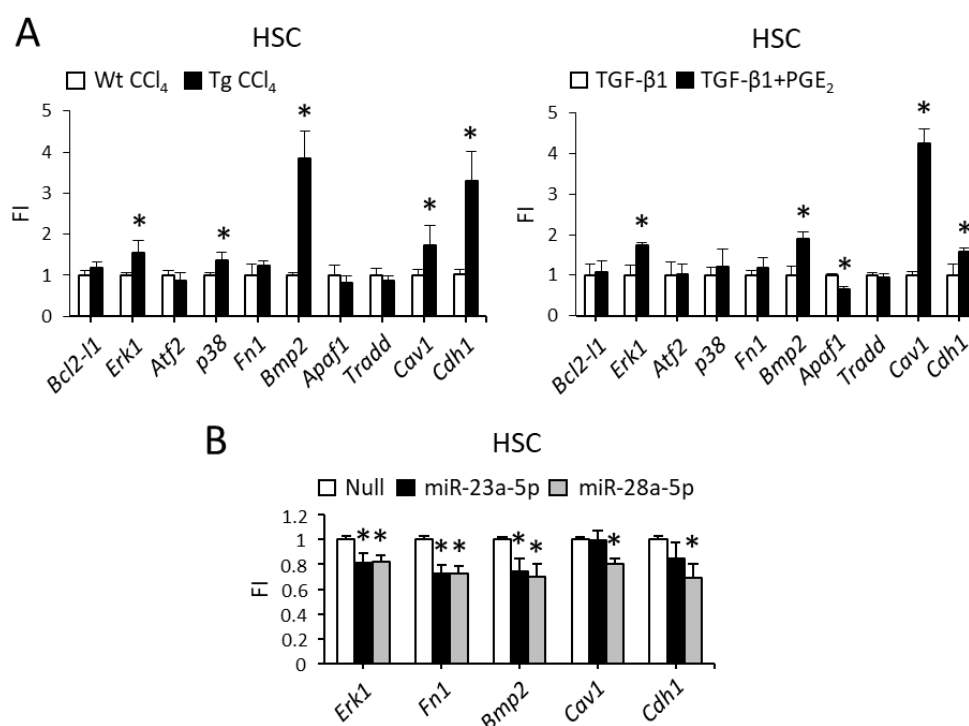 A
HSC
Wt CCl₄ Tg CCl₄
FI
5
4
3
2
1
0
* * * * *
Bcl2-l1 Erk1 Atf2 p38 Fn1 Bmp2 Apaf1 Tradd Cav1 Cdh1
HSC
TGF-β1 TGF-β1+PGE₂
FI
5
4
3
2
1
0
* * * * *
Bcl2-l1 Erk1 Atf2 p38 Fn1 Bmp2 Apaf1 Tradd Cav1 Cdh1
B
HSC
Null miR-23a-5p miR-28a-5p
FI
1.2
1
0.8
0.6
0.4
0.2
0
** ** ** * *
Erk1 Fn1 Bmp2 Cav1 Cdh1